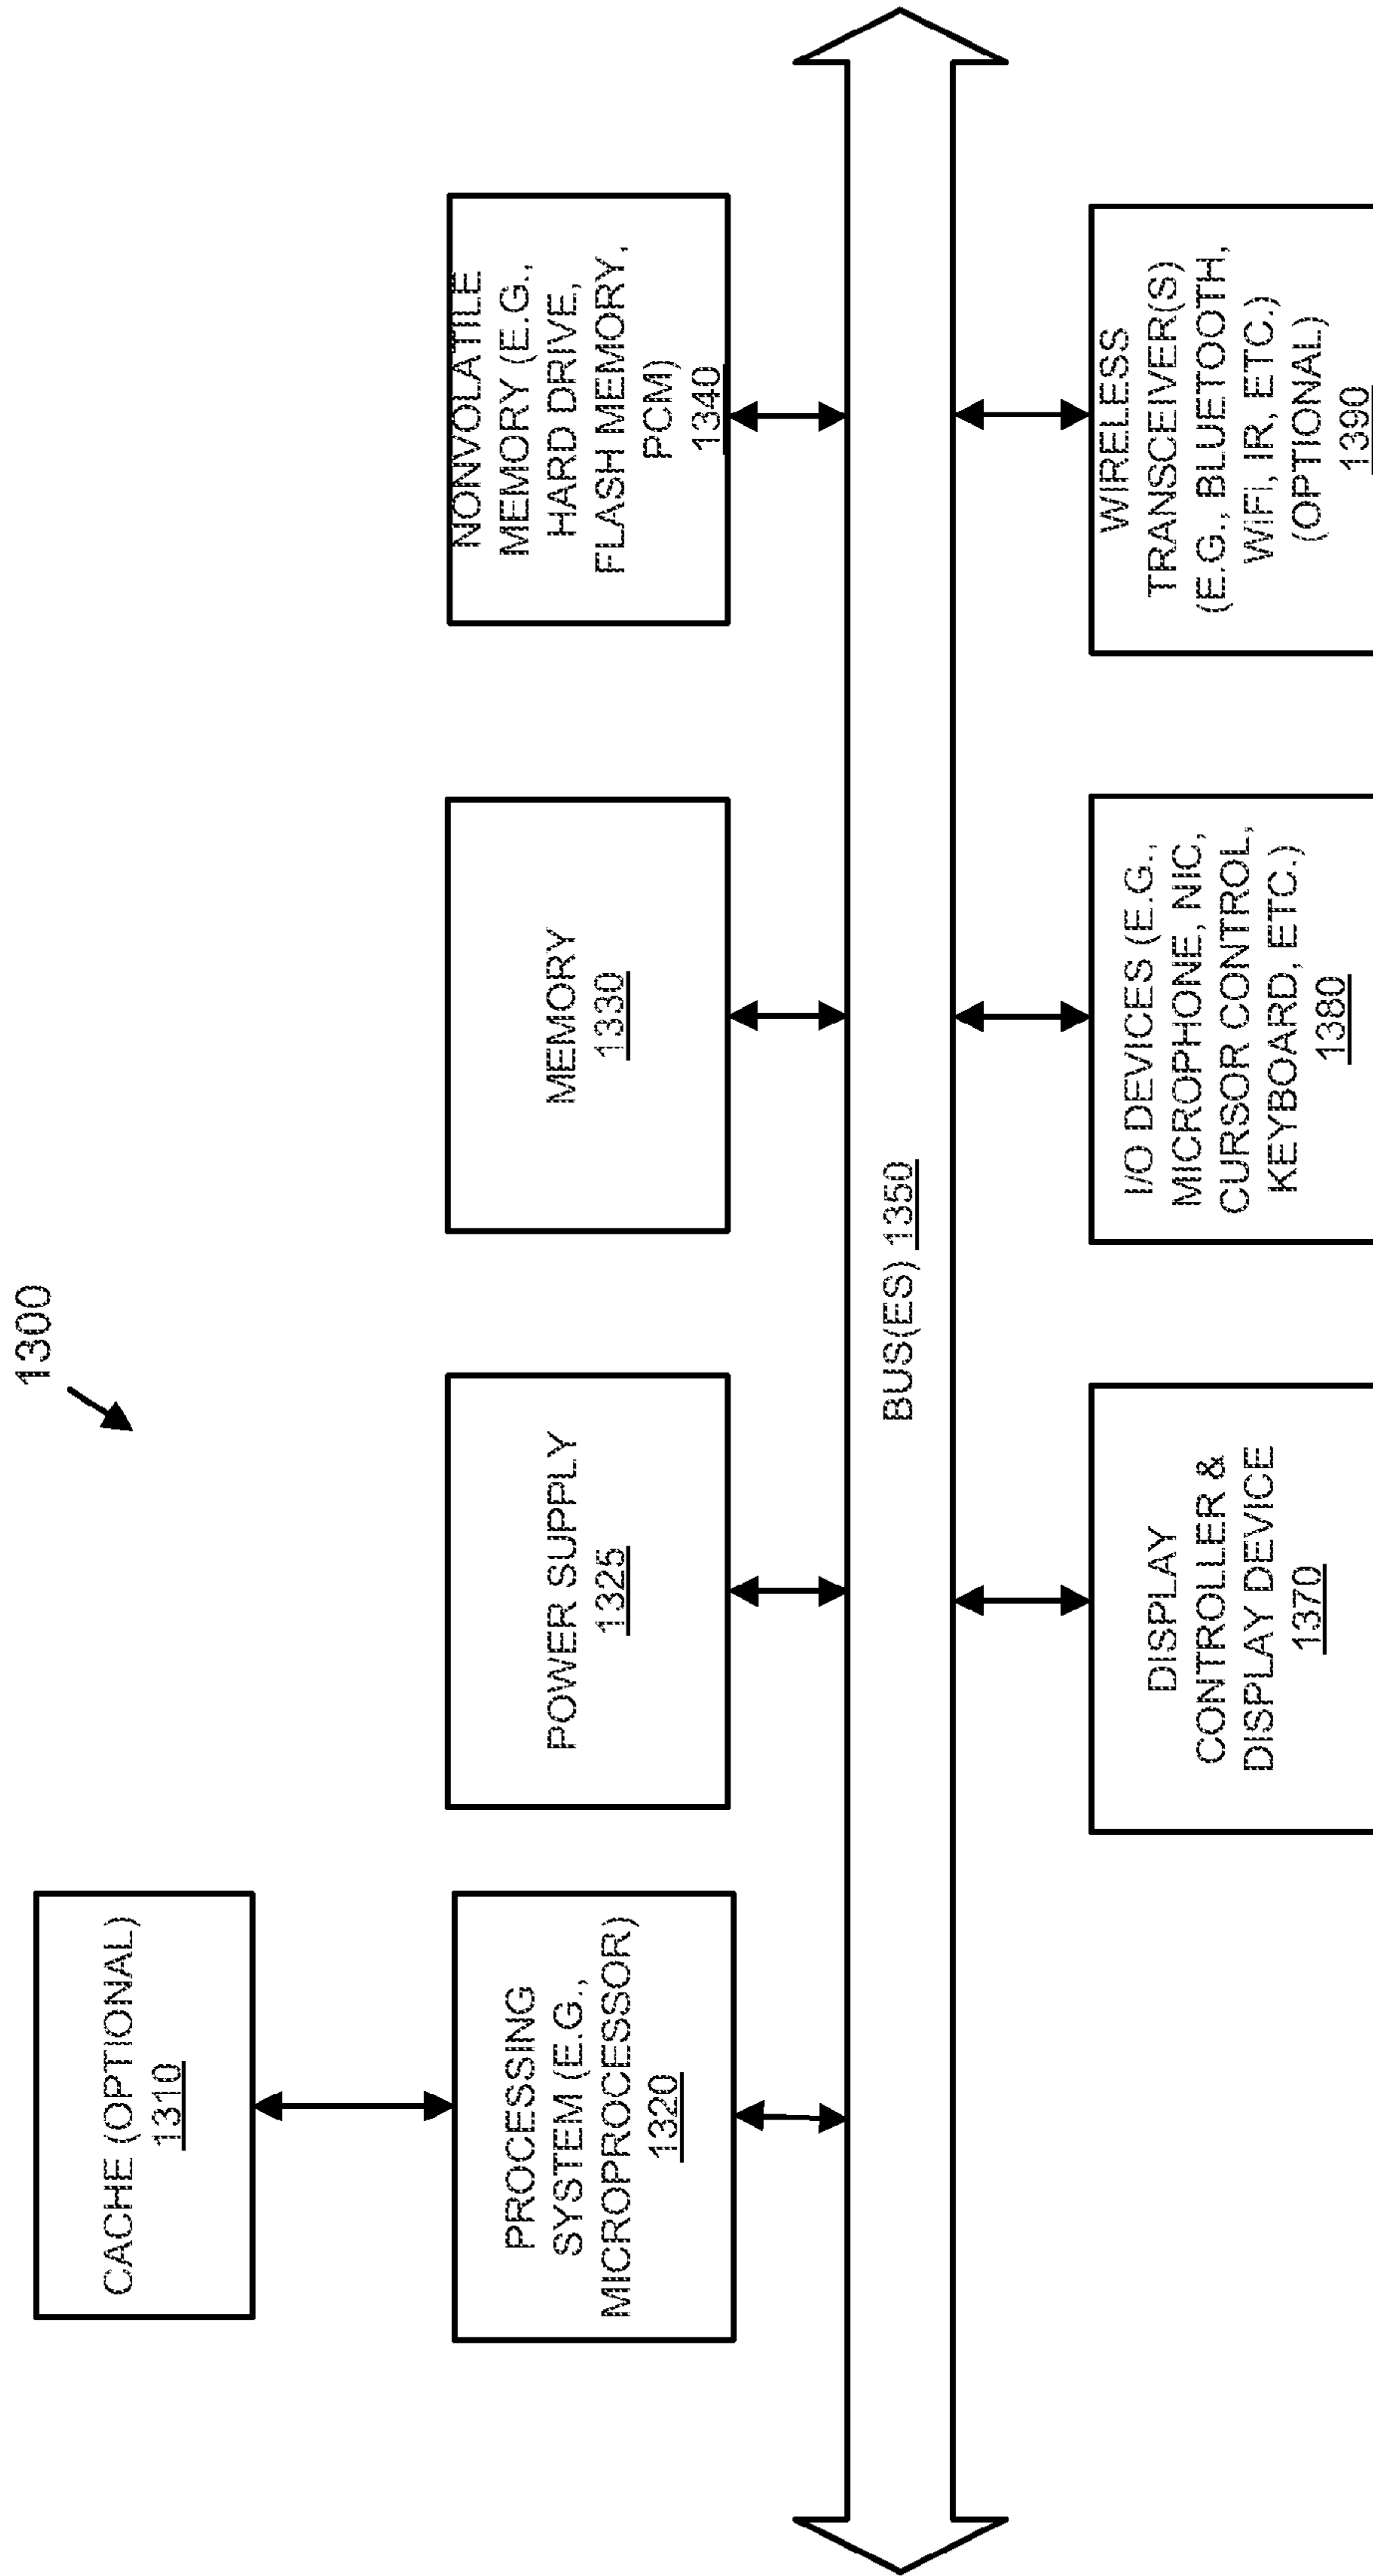 1300
CACHE (OPTIONAL)
1310
PROCESSING
SYSTEM (E.G.,
MICROPROCESSOR)
1320
POWER SUPPLY
1325
MEMORY
1330
NONVOLATILE
MEMORY (E.G.,
HARD DRIVE,
FLASH MEMORY,
PCM)
1340
BUS(ES) 1350
DISPLAY
CONTROLLER &
DISPLAY DEVICE
1370
I/O DEVICES (E.G.,
MICROPHONE, NIC,
CURSOR CONTROL,
KEYBOARD, ETC.)
1380
WIRELESS
TRANSCEIVER(S)
(E.G., BLUETOOTH,
WIFI, IR, ETC.)
(OPTIONAL)
1390